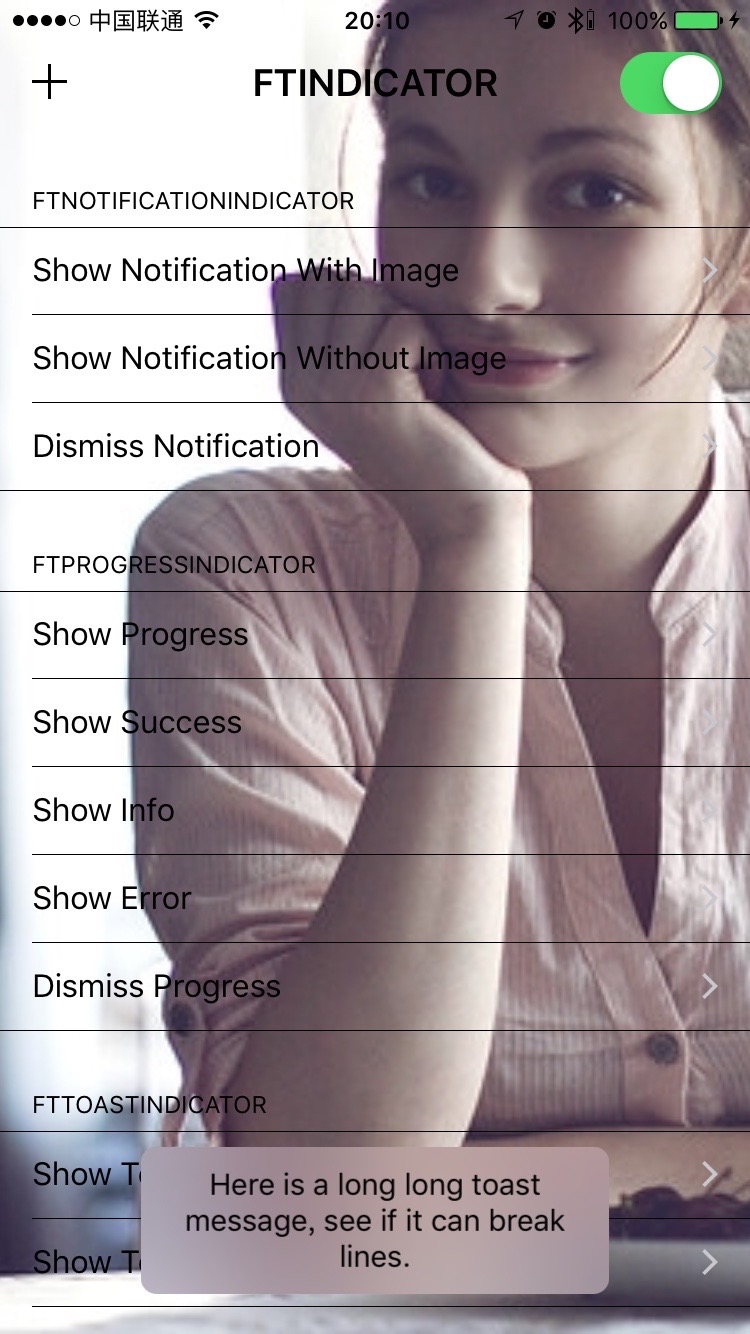 中国联通 20:10 100%
FTINDICATOR
FTNOTIFICATIONINDICATOR
Show Notification With Image
Show Notification Without Image
Dismiss Notification
FTPROGRESSINDICATOR
Show Progress
Show Success
Show Info
Show Error
Dismiss Progress
FTTOASTINDICATOR
Show
Show
Here is a long long toast
message, see if it can break
lines.